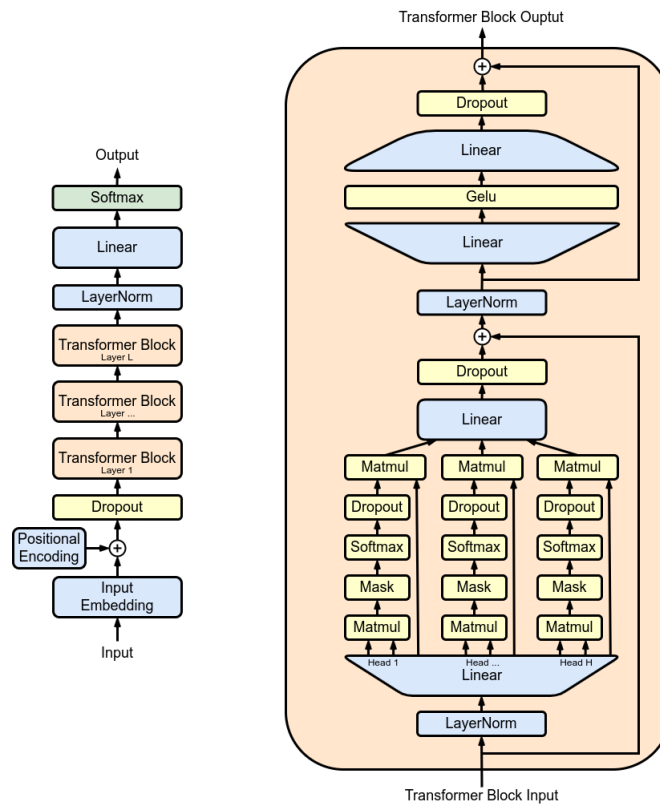 Output
Softmax
Linear
LayerNorm
Transformer Block
Layer L
Transformer Block
Layer ...
Transformer Block
Layer 1
Dropout
Positional
Encoding
+
Input
Embedding
Input
Transformer Block Ouptut
+
Dropout
Linear
Gelu
Linear
LayerNorm
+
Dropout
Linear
Matmul Matmul Matmul
Dropout Dropout Dropout
Softmax Softmax Softmax
Mask Mask Mask
Matmul Matmul Matmul
Head 1 Head ... Head H
Linear
LayerNorm
Transformer Block Input